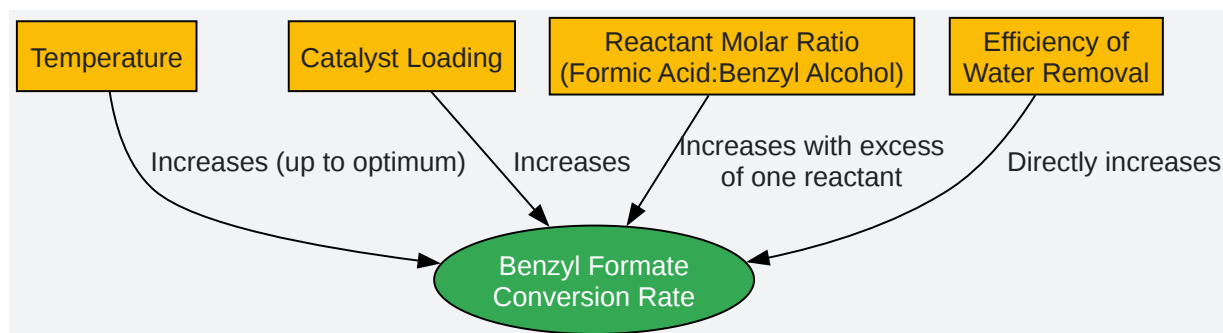 Temperature
Catalyst Loading
Reactant Molar Ratio
(Formic Acid:Benzyl Alcohol)
Efficiency of
Water Removal
Increases (up to optimum)
Increases
Increases with excess
of one reactant
Directly increases
Benzyl Formate
Conversion Rate